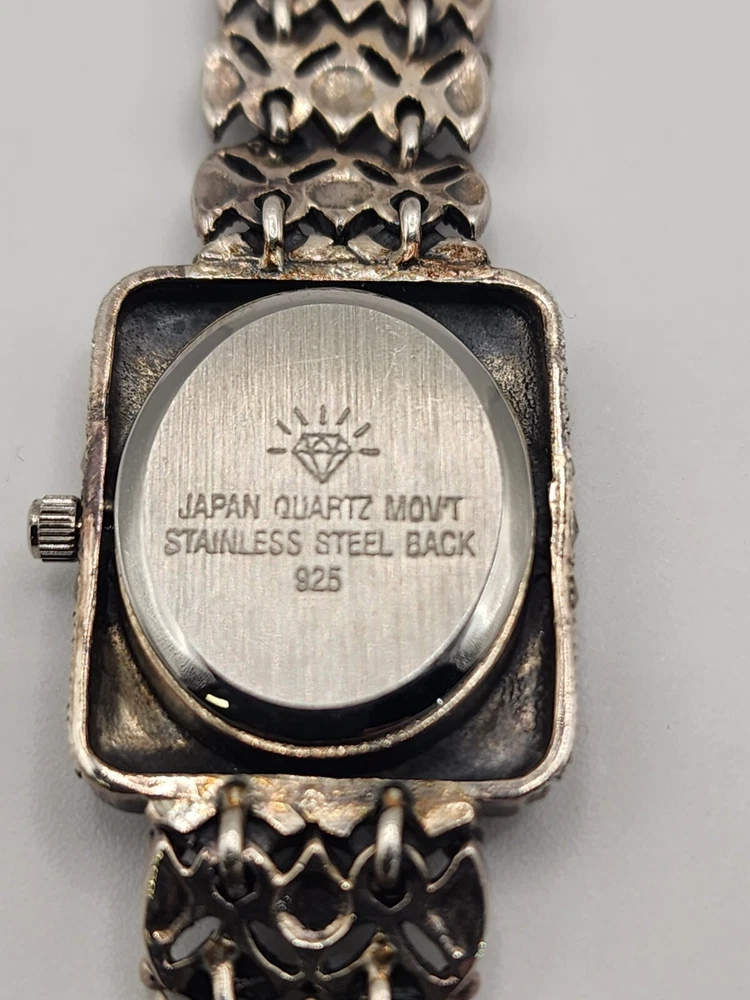 JAPAN QUARTZ MOV'T
STAINLESS STEEL BACK
925